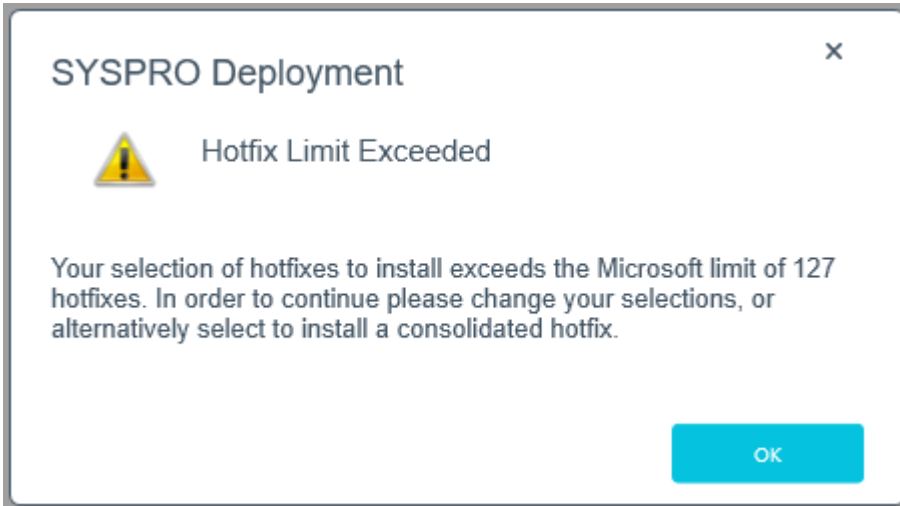 SYSPRO Deployment
Hotfix Limit Exceeded
Your selection of hotfixes to install exceeds the Microsoft limit of 127
hotfixes. In order to continue please change your selections, or
alternatively select to install a consolidated hotfix.
OK